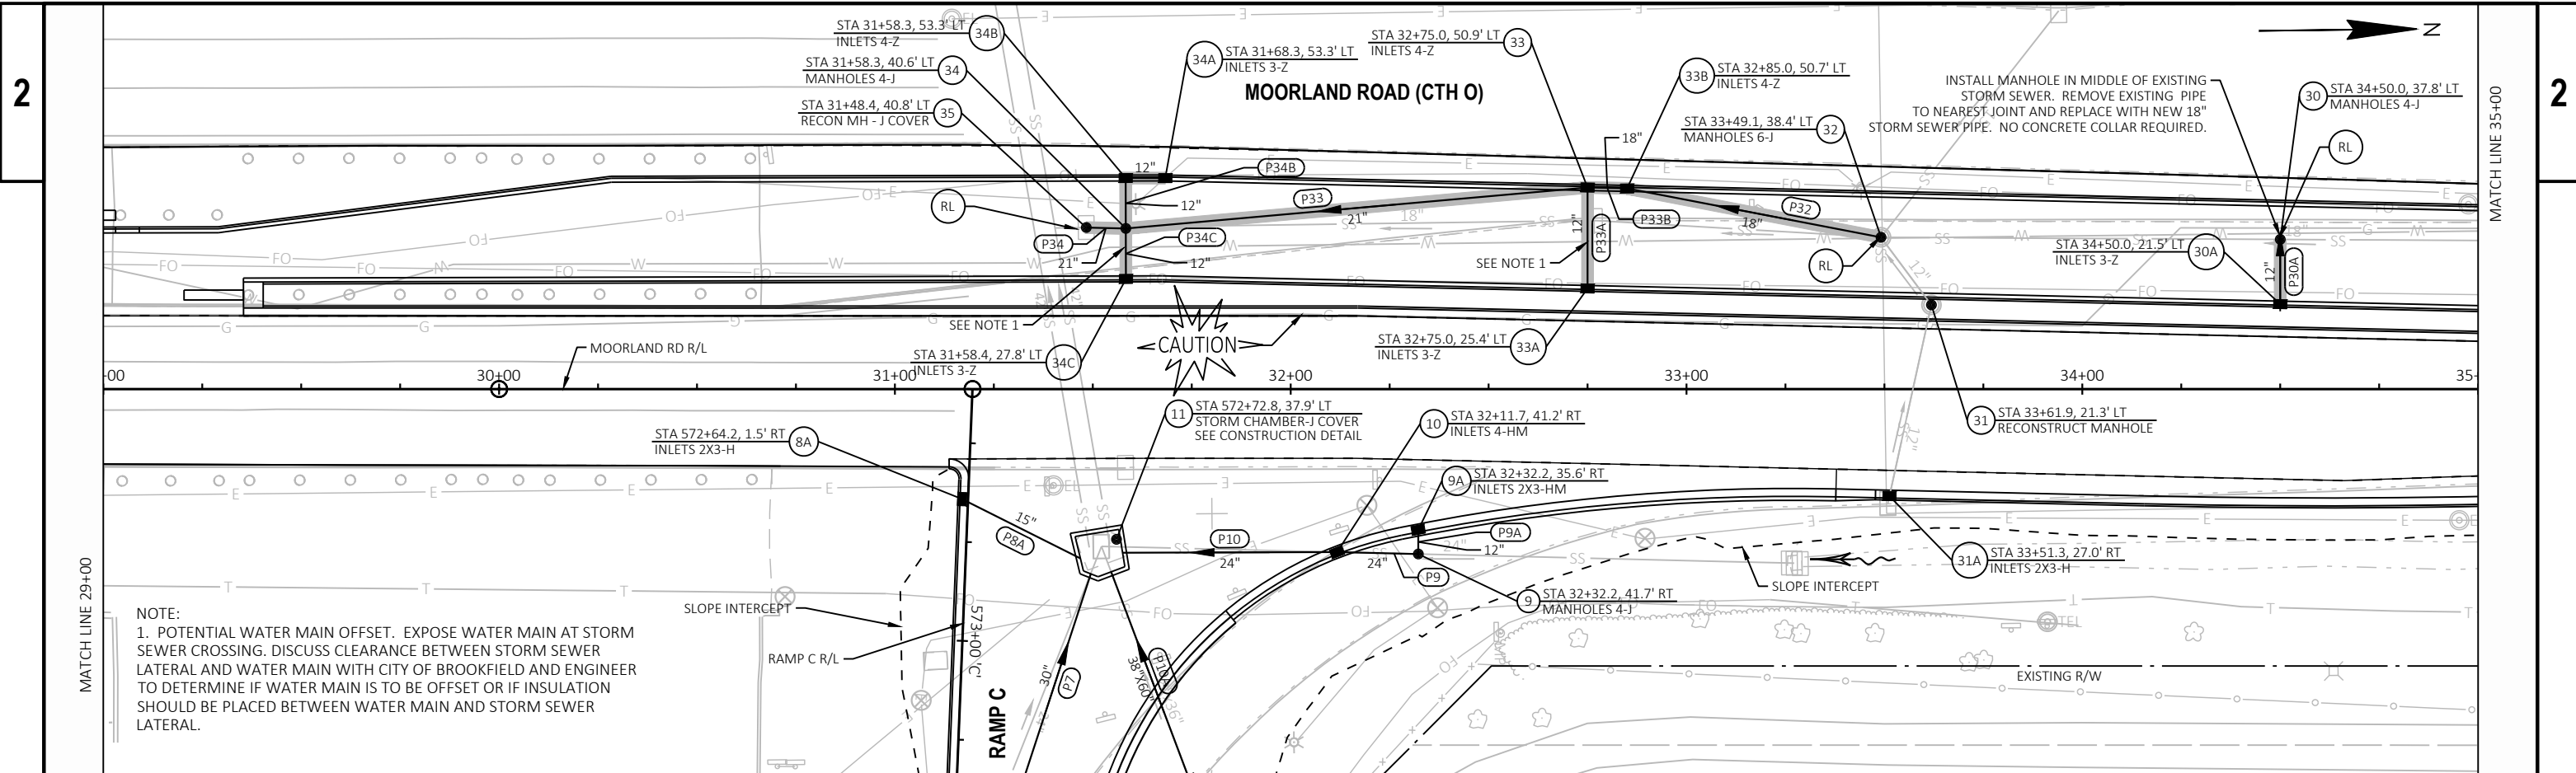 2
2
MATCH LINE 29+00
MATCH LINE 35+00
N
MOORLAND ROAD (CTH O)
STA 31+58.3, 53.3' LT
INLETS 4-Z
34B
STA 31+58.3, 40.6' LT
MANHOLES 4-J
34
STA 31+48.4, 40.8' LT
RECON MH - J COVER
35
34A
STA 31+68.3, 53.3' LT
INLETS 3-Z
STA 32+75.0, 50.9' LT
INLETS 4-Z
33
33B
STA 32+85.0, 50.7' LT
INLETS 4-Z
STA 33+49.1, 38.4' LT
MANHOLES 6-J
32
INSTALL MANHOLE IN MIDDLE OF EXISTING
STORM SEWER. REMOVE EXISTING PIPE
TO NEAREST JOINT AND REPLACE WITH NEW 18"
STORM SEWER PIPE. NO CONCRETE COLLAR REQUIRED.
30
STA 34+50.0, 37.8' LT
MANHOLES 4-J
RL
18"
12"
P34B
12"
P33
21"
RL
P34
21"
P34C
12"
12"
P33A
P33B
P32
18"
SEE NOTE 1
RL
STA 34+50.0, 21.5' LT
INLETS 3-Z
30A
12"
P30A
SEE NOTE 1
CAUTION
MOORLAND RD R/L
STA 31+58.4, 27.8' LT
INLETS 3-Z
34C
STA 32+75.0, 25.4' LT
INLETS 3-Z
33A
-00
30+00
31+00
32+00
33+00
34+00
35-
11
STA 572+72.8, 37.9' LT
STORM CHAMBER-J COVER
SEE CONSTRUCTION DETAIL
10
STA 32+11.7, 41.2' RT
INLETS 4-HM
31
STA 33+61.9, 21.3' LT
RECONSTRUCT MANHOLE
STA 572+64.2, 1.5' RT
INLETS 2X3-H
8A
9A
STA 32+32.2, 35.6' RT
INLETS 2X3-HM
15"
P8A
P10
24"
24"
P9A
12"
P9
31A
STA 33+51.3, 27.0' RT
INLETS 2X3-H
SLOPE INTERCEPT
9
STA 32+32.2, 41.7' RT
MANHOLES 4-J
SLOPE INTERCEPT
RAMP C R/L
573+00 'C'
RAMP C
30"
P7
38"X60"
EXISTING R/W
NOTE:
1. POTENTIAL WATER MAIN OFFSET. EXPOSE WATER MAIN AT STORM
SEWER CROSSING. DISCUSS CLEARANCE BETWEEN STORM SEWER
LATERAL AND WATER MAIN WITH CITY OF BROOKFIELD AND ENGINEER
TO DETERMINE IF WATER MAIN IS TO BE OFFSET OR IF INSULATION
SHOULD BE PLACED BETWEEN WATER MAIN AND STORM SEWER
LATERAL.